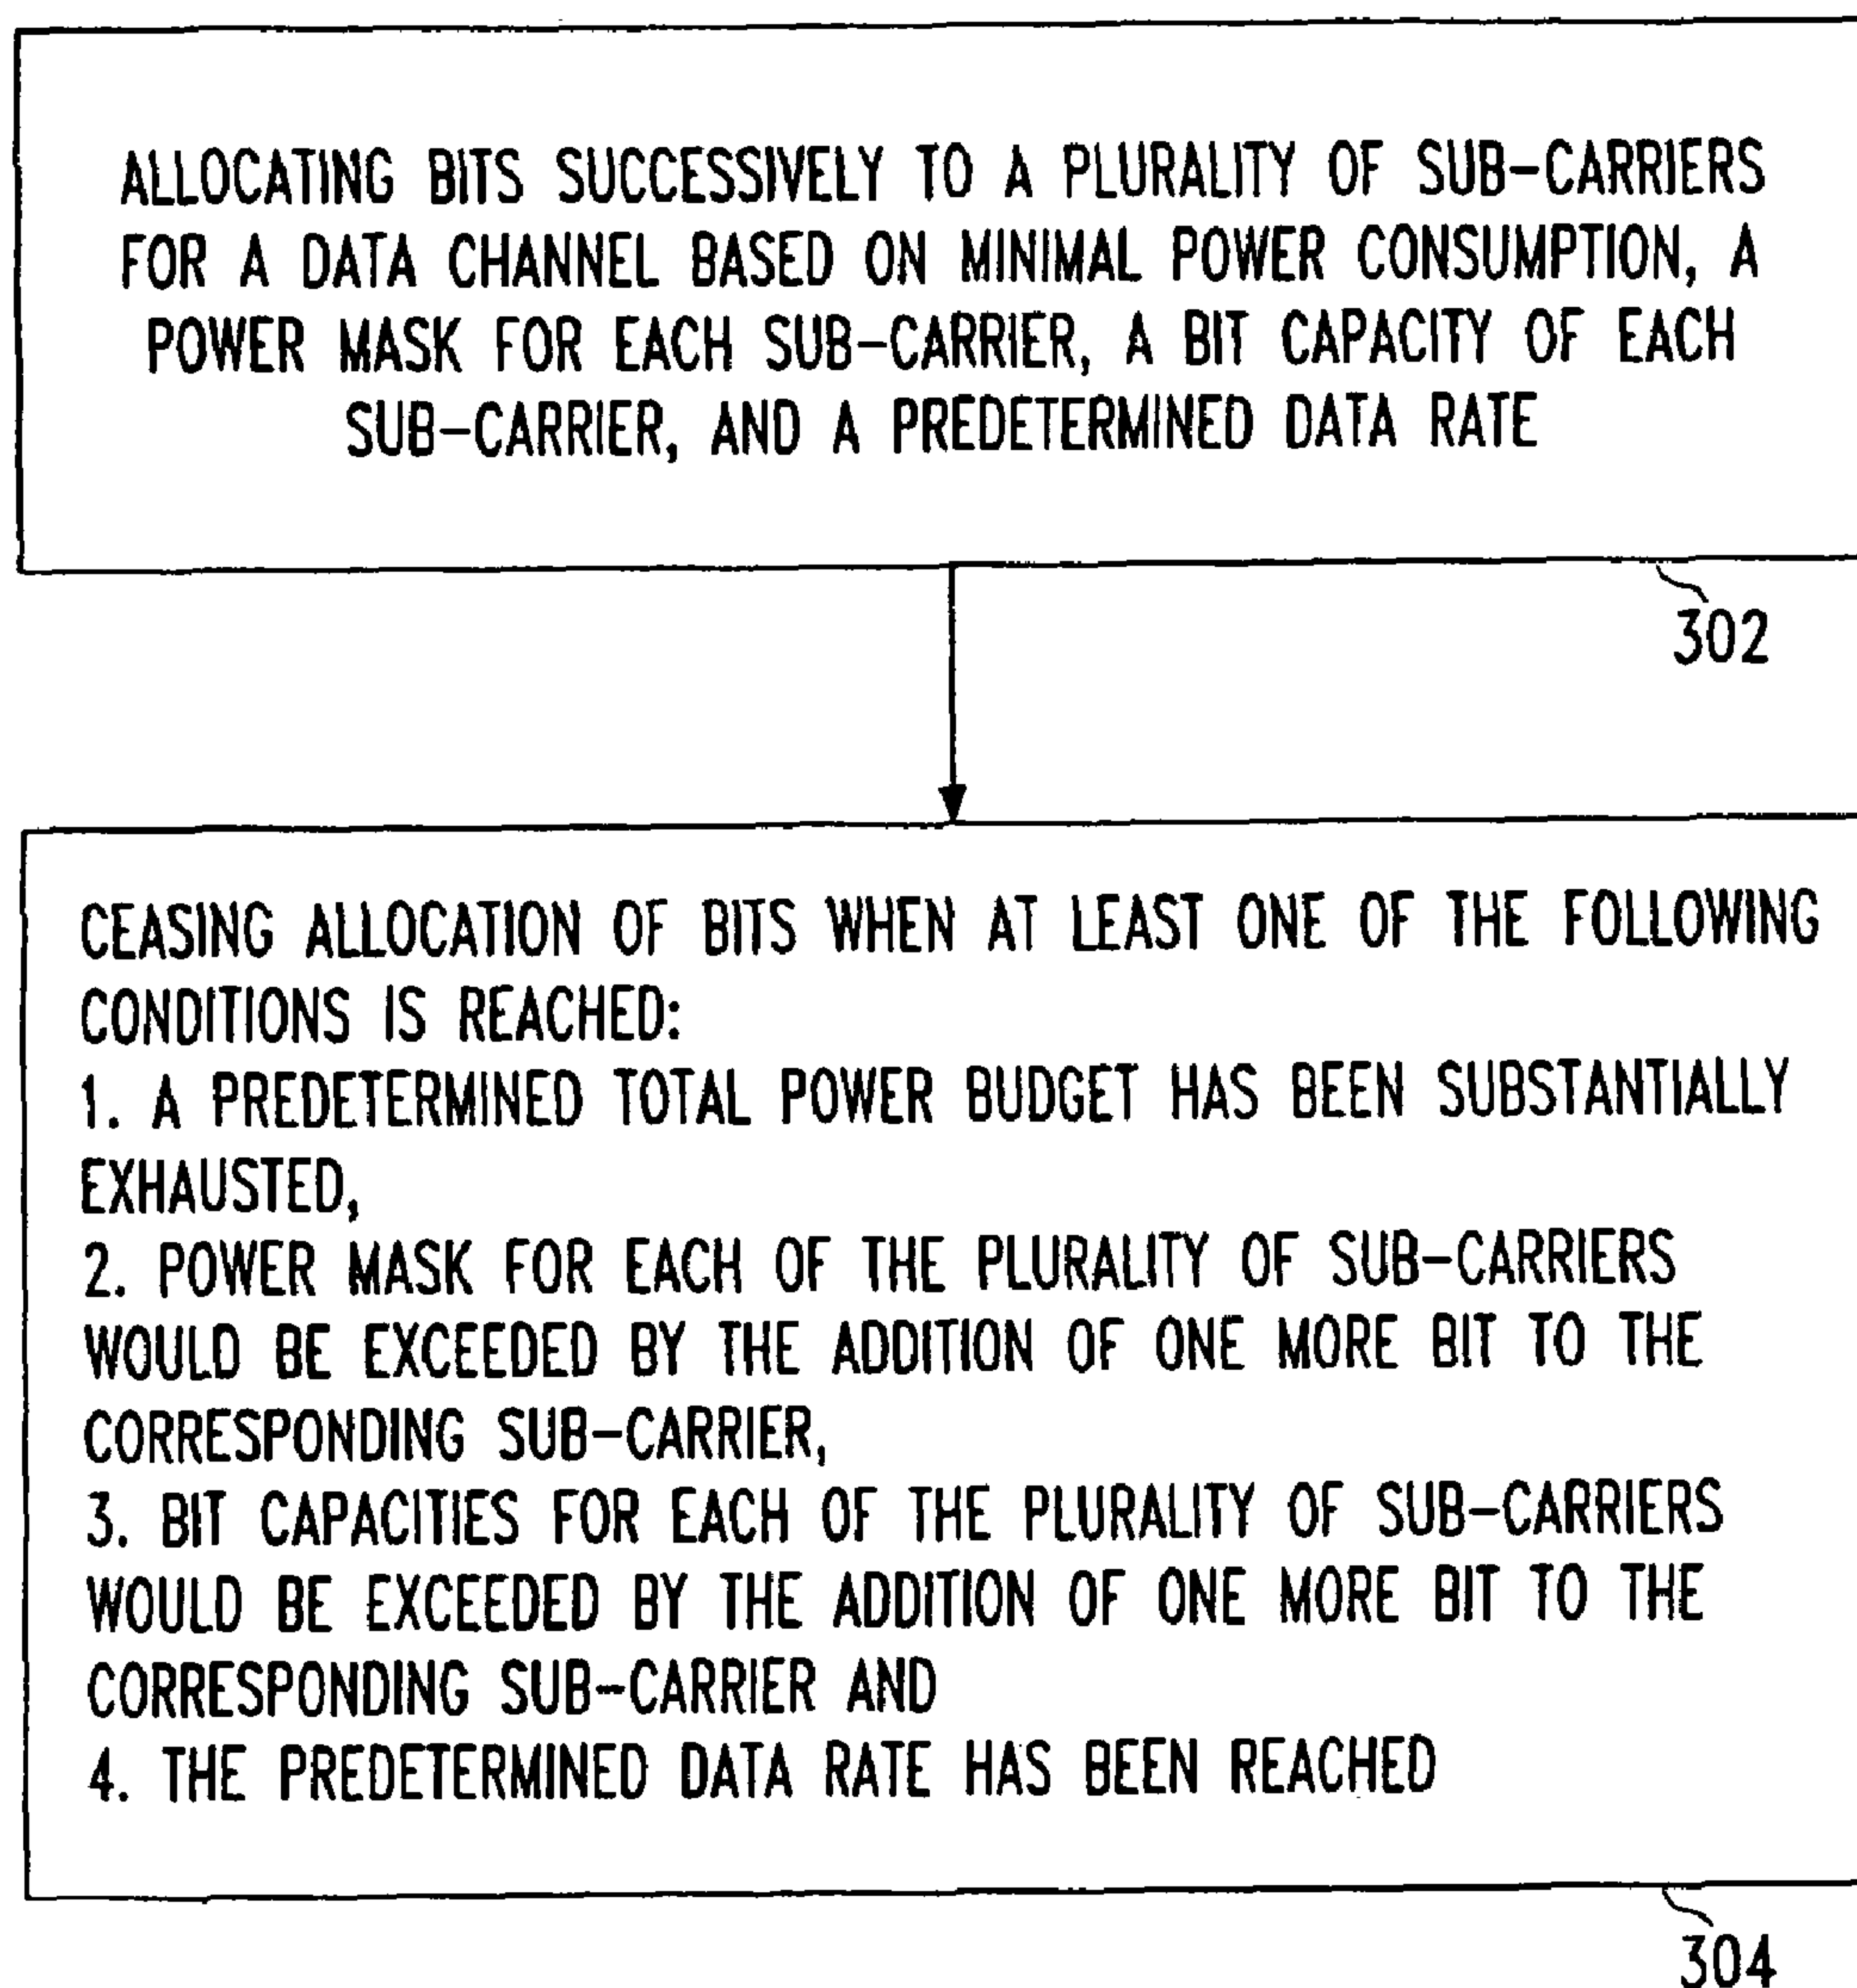 ALLOCATING BITS SUCCESSIVELY TO A PLURALITY OF SUB-CARRIERS
FOR A DATA CHANNEL BASED ON MINIMAL POWER CONSUMPTION, A
POWER MASK FOR EACH SUB-CARRIER, A BIT CAPACITY OF EACH
SUB-CARRIER, AND A PREDETERMINED DATA RATE
302
CEASING ALLOCATION OF BITS WHEN AT LEAST ONE OF THE FOLLOWING
CONDITIONS IS REACHED:
1. A PREDETERMINED TOTAL POWER BUDGET HAS BEEN SUBSTANTIALLY
EXHAUSTED,
2. POWER MASK FOR EACH OF THE PLURALITY OF SUB-CARRIERS
WOULD BE EXCEEDED BY THE ADDITION OF ONE MORE BIT TO THE
CORRESPONDING SUB-CARRIER,
3. BIT CAPACITIES FOR EACH OF THE PLURALITY OF SUB-CARRIERS
WOULD BE EXCEEDED BY THE ADDITION OF ONE MORE BIT TO THE
CORRESPONDING SUB-CARRIER AND
4. THE PREDETERMINED DATA RATE HAS BEEN REACHED
304